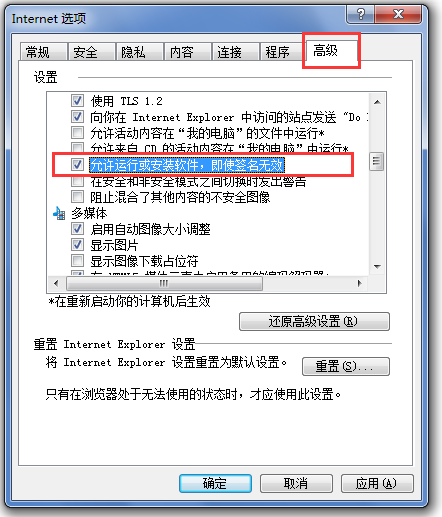 Internet 选项
常规 安全 隐私 内容 连接 程序 高级
设置
使用 TLS 1.2
向你在 Internet Explorer 中访问的站点发送 "Do
允许活动内容在“我的电脑”的文件中运行*
允许来自 CD 的活动内容在“我的电脑”中运行*
允许运行或安装软件，即使签名无效
在安全和非安全模式之间切换时发出警告
阻止混合了其他内容的不安全图像
多媒体
启用自动图像大小调整
显示图片
显示图像下载占位符
*在重新启动你的计算机后生效
还原高级设置(R)
重置 Internet Explorer 设置
将 Internet Explorer 设置重置为默认设置。
重置(S)...
只有在浏览器处于无法使用的状态时，才应使用此设置。
确定 取消 应用(A)